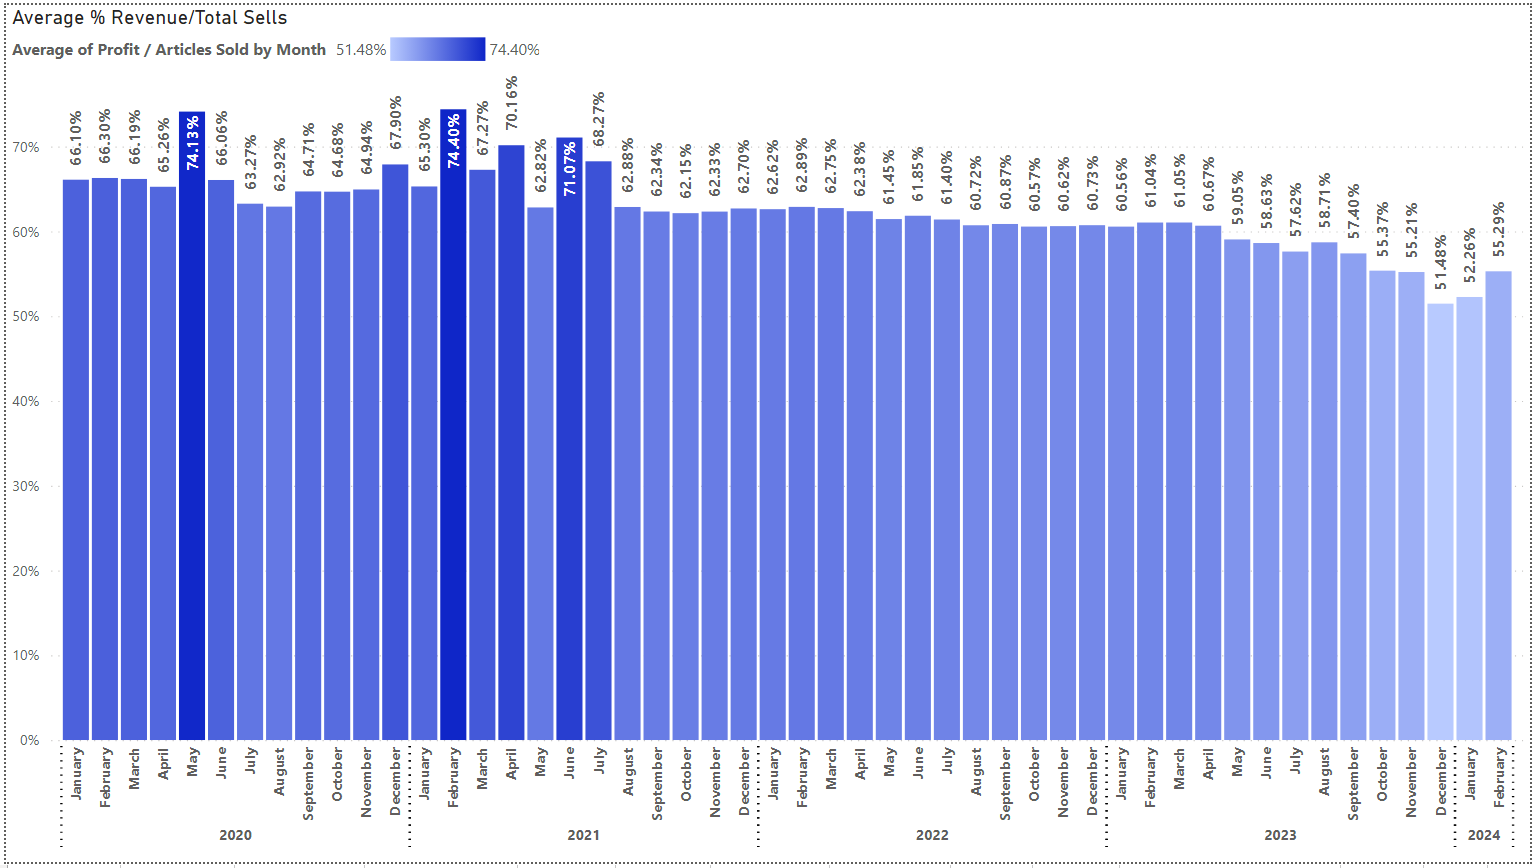 Average % Revenue/Total Sells
Average of Profit / Articles Sold by Month 51.48% 74.40%
66.10% 66.30% 66.19% 65.26% 74.13% 66.06% 63.27% 62.92% 64.71% 64.68% 64.94% 67.90% 65.30% 74.40% 67.27% 70.16% 62.82% 71.07% 68.27% 62.88% 62.34% 62.15% 62.33% 62.70% 62.62% 62.89% 62.75% 62.38% 61.45% 61.85% 61.40% 60.72% 60.87% 60.57% 60.62% 60.73% 60.56% 61.04% 61.05% 60.67% 59.05% 58.63% 57.62% 58.71% 57.40% 55.37% 55.21% 51.48% 52.26% 55.29%
70%
60%
50%
40%
30%
20%
10%
0%
January February March April May June July August September October November December January February March April May June July August September October November December January February March April May June July August September October November December January February March April May June July August September October November December January February
2020 2021 2022 2023 2024